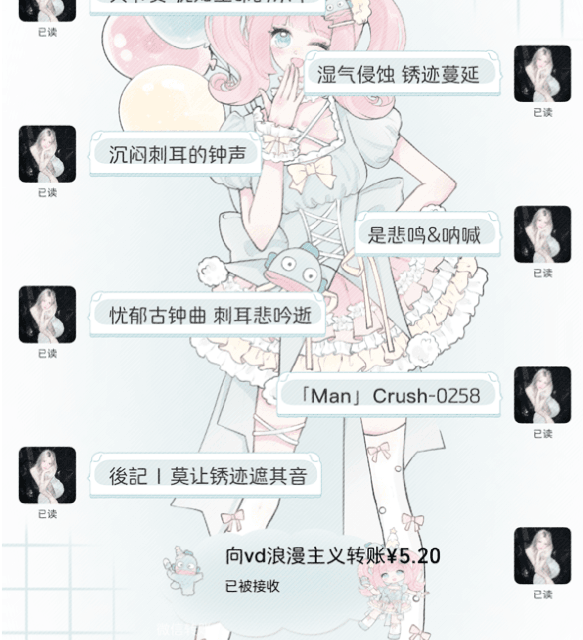 已读
湿气侵蚀 锈迹蔓延
已读
沉闷刺耳的钟声
已读
是悲鸣&呐喊
已读
忧郁古钟曲 刺耳悲吟逝
已读
「Man」Crush-0258
已读
後記丨莫让锈迹遮其音
已读
向vd浪漫主义转账¥5.20
已被接收
已读